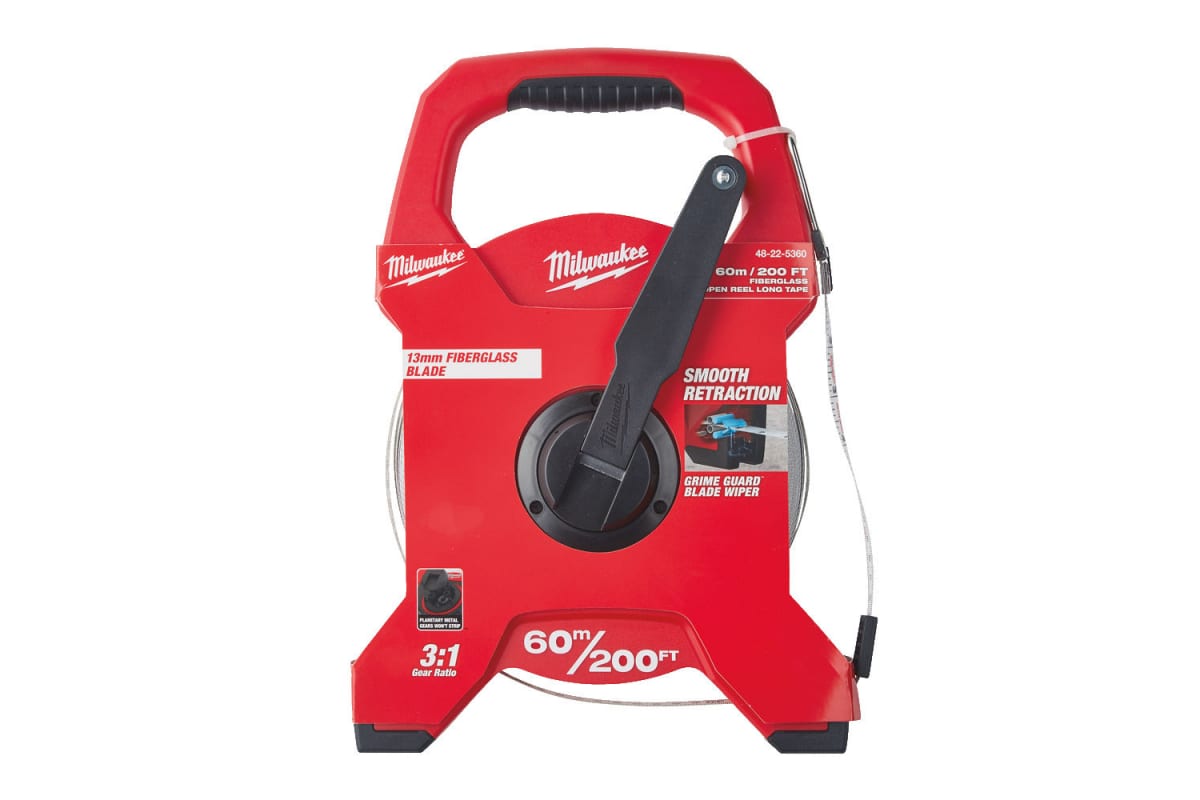 Milwaukee
Milwaukee
48-22-5360
60m / 200 FT
FIBERGLASS
OPEN REEL LONG TAPE
13mm FIBERGLASS
BLADE
SMOOTH
RETRACTION
Milwaukee
GRIME GUARD™
BLADE WIPER
PLANETARY METAL
GEARS WON'T STRIP
3:1
Gear Ratio
60m/200FT